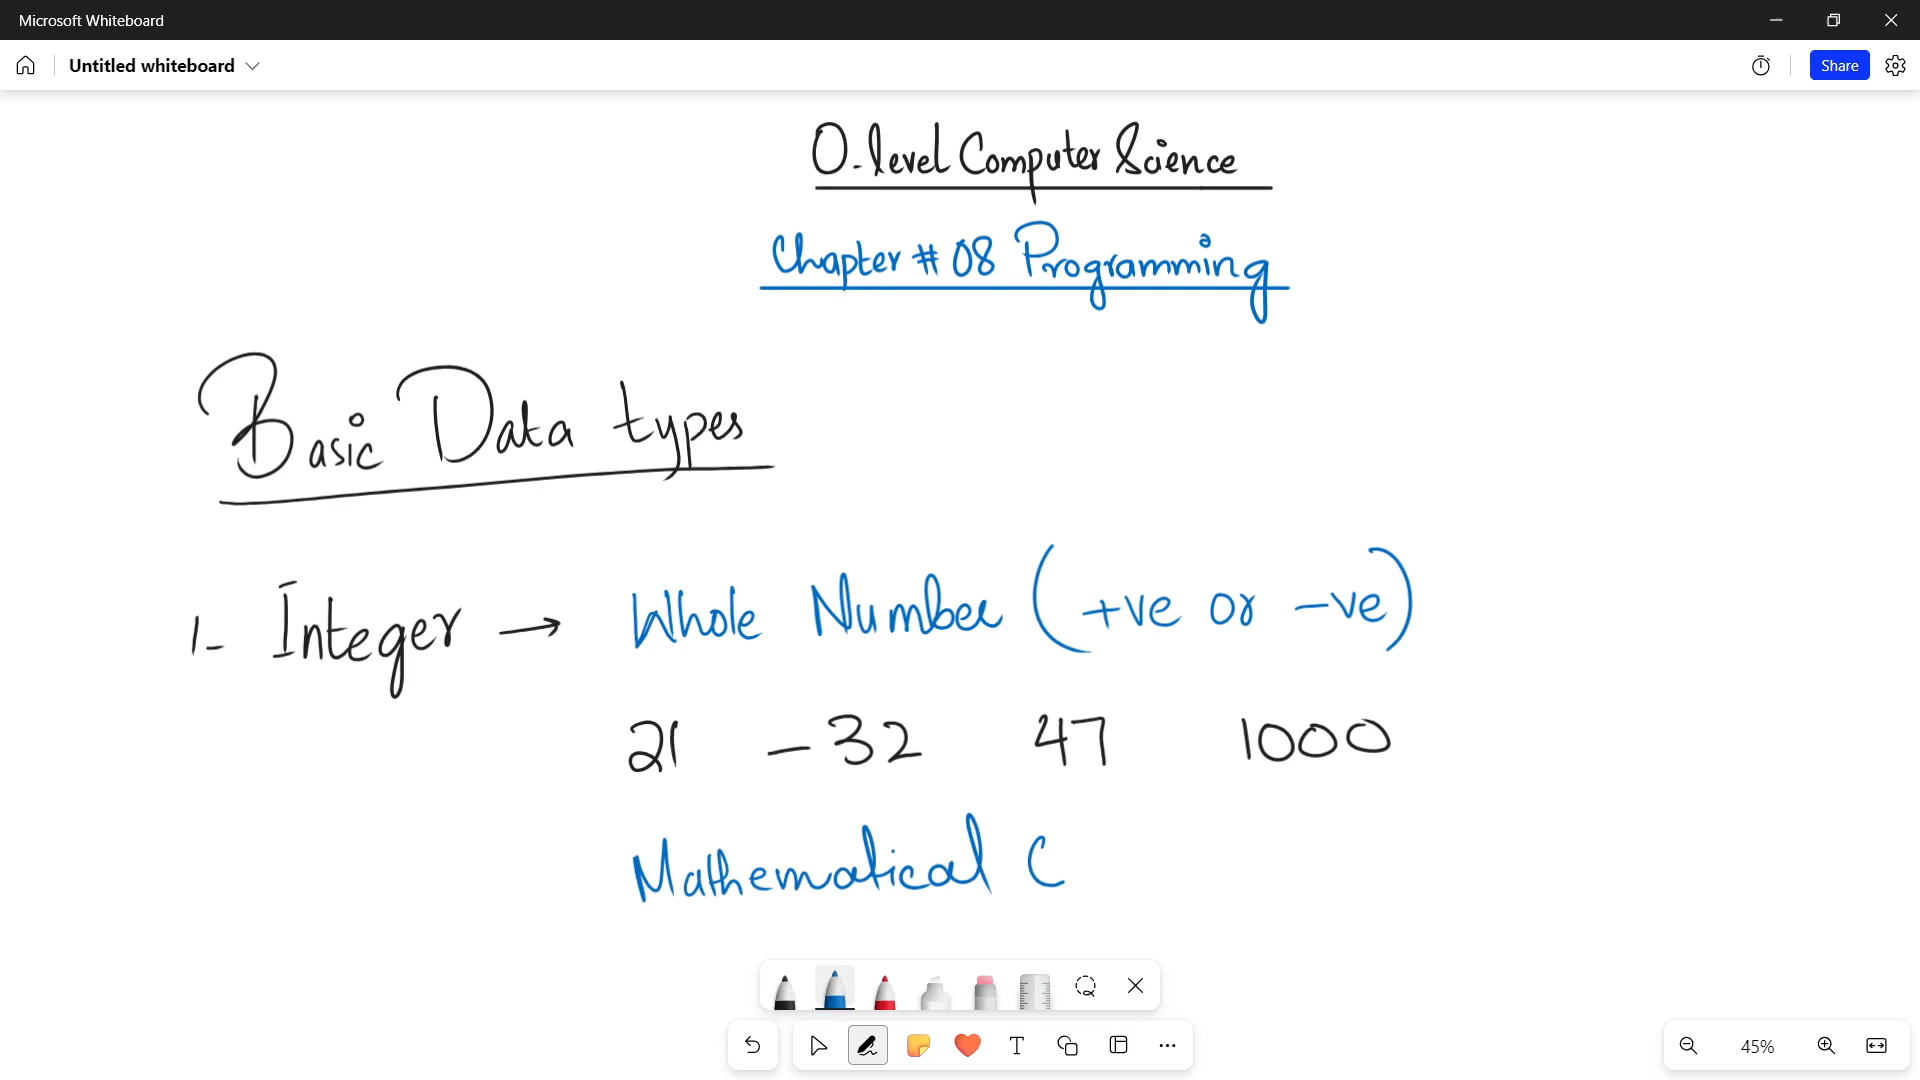 Microsoft Whiteboard
Untitled whiteboard
Share
O-level Computer Science
Chapter # 08 Programming
Basic Data types
1- Integer → Whole Number (+ve or -ve)
21 -32 47 1000
Mathematical C
45%